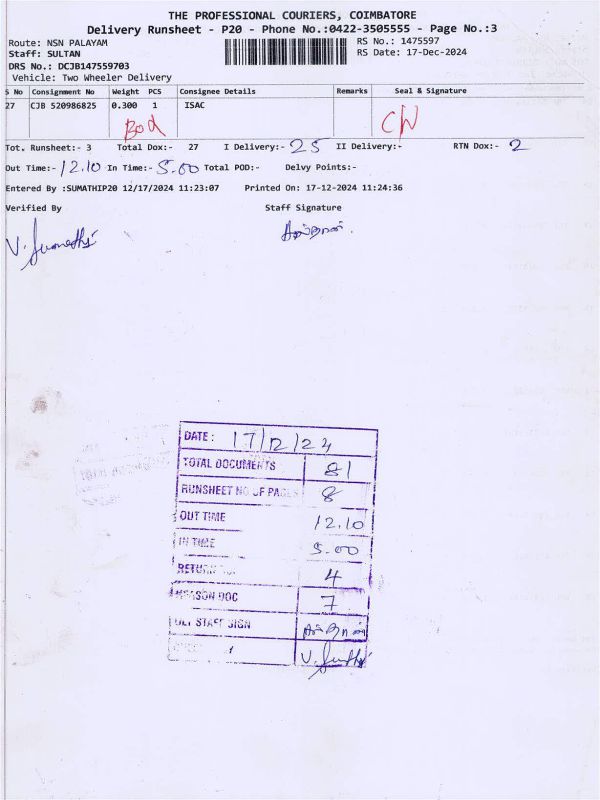 THE PROFESSIONAL COURIERS, COIMBATORE
Delivery Runsheet - P20 - Phone No.:0422-3505555 - Page No.:3
Route: NSN PALAYAM RS No.: 1475597
Staff: SULTAN RS Date: 17-Dec-2024
DRS No.: DCJB147559703
Vehicle: Two Wheeler Delivery
S No Consignment No Weight PCS Consignee Details Remarks Seal & Signature
27 CJB 520986825 0.300 1 ISAC
Tot. Runsheet:- 3 Total Dox:- 27 I Delivery:- 25 II Delivery:- RTN Dox:- 2
Out Time:- 12.10 In Time:- 5.00 Total POD:- Delvy Points:-
Entered By :SUMATHIP20 12/17/2024 11:23:07 Printed On: 17-12-2024 11:24:36
Verified By Staff Signature
DATE: 17/12/24
TOTAL DOCUMENTS 81
RUNSHEET NO OF PAGES 8
OUT TIME 12.10
IN TIME 5.00
RETURN 4
REASON DOC 7
STAFF SIGN